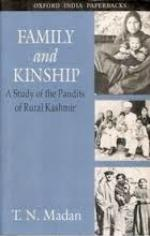 OXFORD INDIA PAPERBACKS
FAMILY
and
KINSHIP
A Study of the Pandits
of Rural Kashmir
T. N. Madan